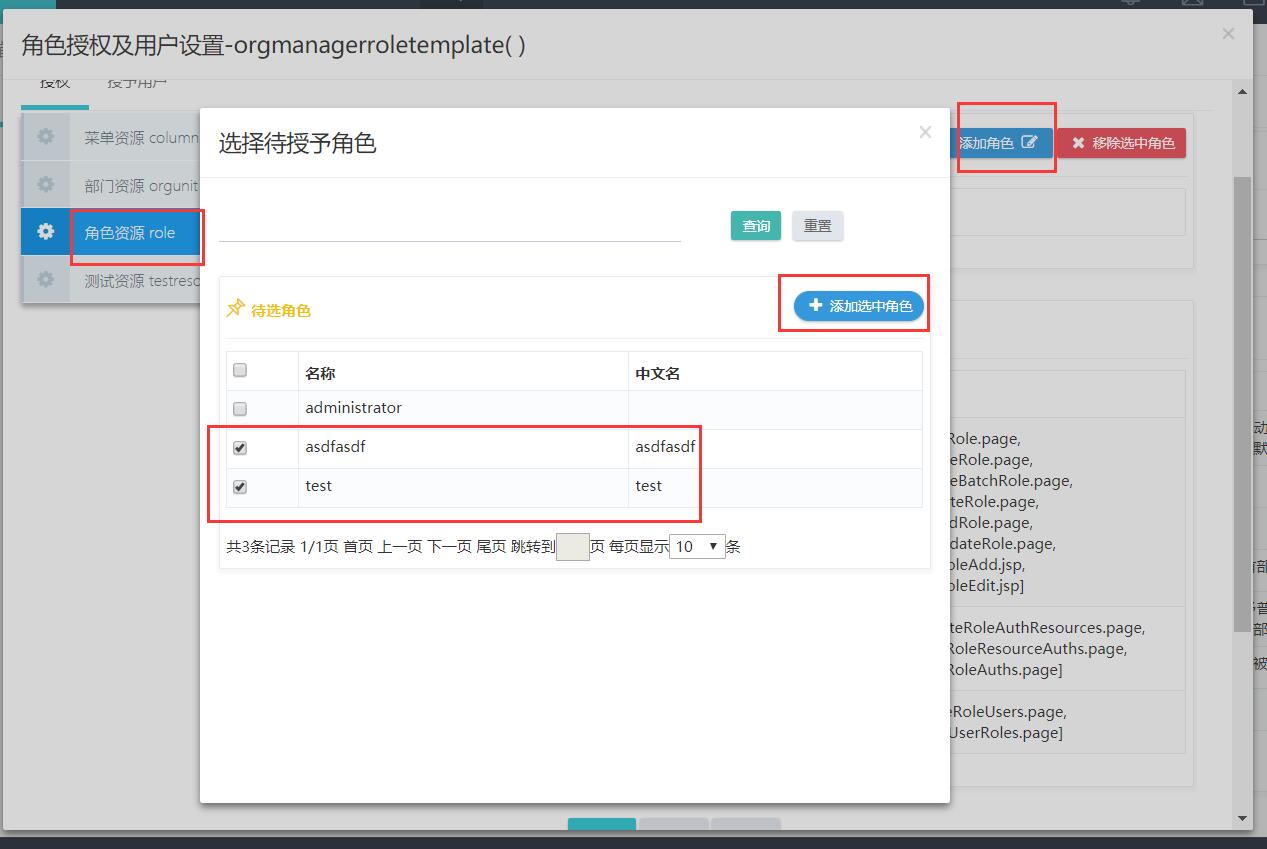 角色授权及用户设置-orgmanagerroletemplate( )
授权 授予用户
菜单资源 column
部门资源 orgunit
角色资源 role
测试资源 testreso
添加角色
移除选中角色
选择待授予角色
查询 重置
待选角色
添加选中角色
名称 中文名
administrator
asdfasdf asdfasdf
test test
共3条记录 1/1页 首页 上一页 下一页 尾页 跳转到 页 每页显示 10 条
Role.page,
eRole.page,
eBatchRole.page,
teRole.page,
dRole.page,
dateRole.page,
oleAdd.jsp,
oleEdit.jsp]
teRoleAuthResources.page,
RoleResourceAuths.page,
RoleAuths.page]
eRoleUsers.page,
UserRoles.page]